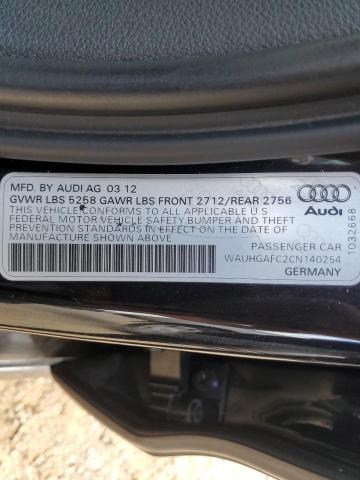 MFD. BY AUDI AG 03 12
GVWR LBS 5258 GAWR LBS FRONT 2712/REAR 2756
THIS VEHICLE CONFORMS TO ALL APPLICABLE U.S.
FEDERAL MOTOR VEHICLE SAFETY,BUMPER AND THEFT
PREVENTION STANDARDS IN EFFECT ON THE DATE OF
MANUFACTURE SHOWN ABOVE
PASSENGER CAR
WAUHGAFC2CN140254
GERMANY
Audi
1032668